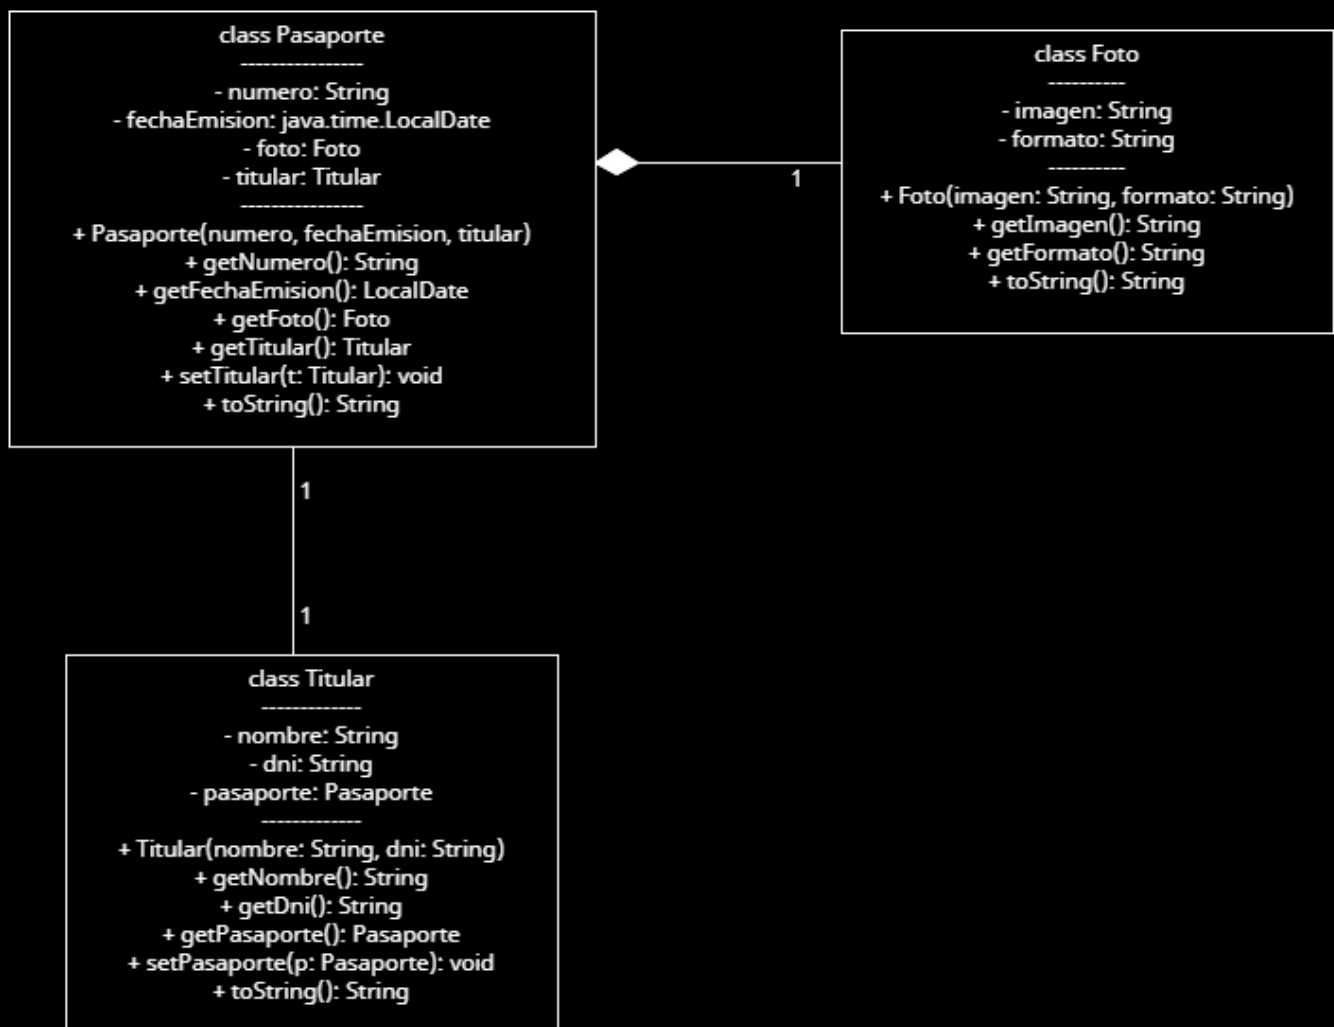 class Pasaporte
----------------
- numero: String
- fechaEmision: java.time.LocalDate
- foto: Foto
- titular: Titular
----------------
+ Pasaporte(numero, fechaEmision, titular)
+ getNumero(): String
+ getFechaEmision(): LocalDate
+ getFoto(): Foto
+ getTitular(): Titular
+ setTitular(t: Titular): void
+ toString(): String
1
class Foto
----------
- imagen: String
- formato: String
----------
+ Foto(imagen: String, formato: String)
+ getImagen(): String
+ getFormato(): String
+ toString(): String
1
1
class Titular
-------------
- nombre: String
- dni: String
- pasaporte: Pasaporte
-------------
+ Titular(nombre: String, dni: String)
+ getNombre(): String
+ getDni(): String
+ getPasaporte(): Pasaporte
+ setPasaporte(p: Pasaporte): void
+ toString(): String